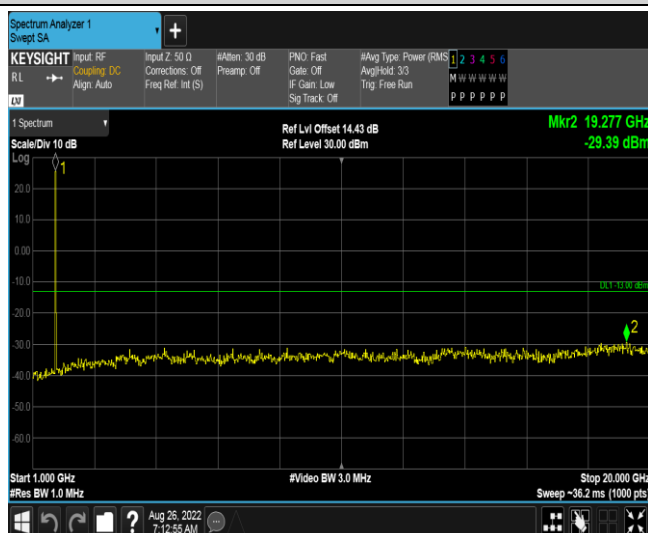 Spectrum Analyzer 1
Swept SA
+
KEYSIGHT
RL
LXI
Input: RF
Coupling: DC
Align: Auto
Input Z: 50 Ω
Corrections: Off
Freq Ref: Int (S)
#Atten: 30 dB
Preamp: Off
PNO: Fast
Gate: Off
IF Gain: Low
Sig Track: Off
#Avg Type: Power (RMS
Avg|Hold: 3/3
Trig: Free Run
1 2 3 4 5 6
M W W W W W
P P P P P P
1 Spectrum
Scale/Div 10 dB
Ref Lvl Offset 14.43 dB
Ref Level 30.00 dBm
Mkr2 19.277 GHz
-29.39 dBm
Log
1
20.0
10.0
0.00
-10.0
DL1 -13.00 dBm
-20.0
2
-30.0
-40.0
-50.0
-60.0
Start 1.000 GHz
#Video BW 3.0 MHz
Stop 20.000 GHz
#Res BW 1.0 MHz
Sweep ~36.2 ms (1000 pts)
?
Aug 26, 2022
7:12:55 AM